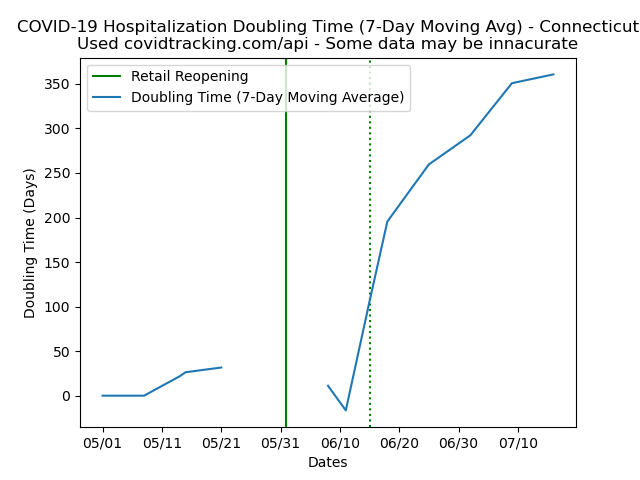 COVID-19 Hospitalization Doubling Time (7-Day Moving Avg) - Connecticut
Used covidtracking.com/api - Some data may be innacurate
Retail Reopening
Doubling Time (7-Day Moving Average)
Doubling Time (Days)
350
300
250
200
150
100
50
0
05/01 05/11 05/21 05/31 06/10 06/20 06/30 07/10
Dates